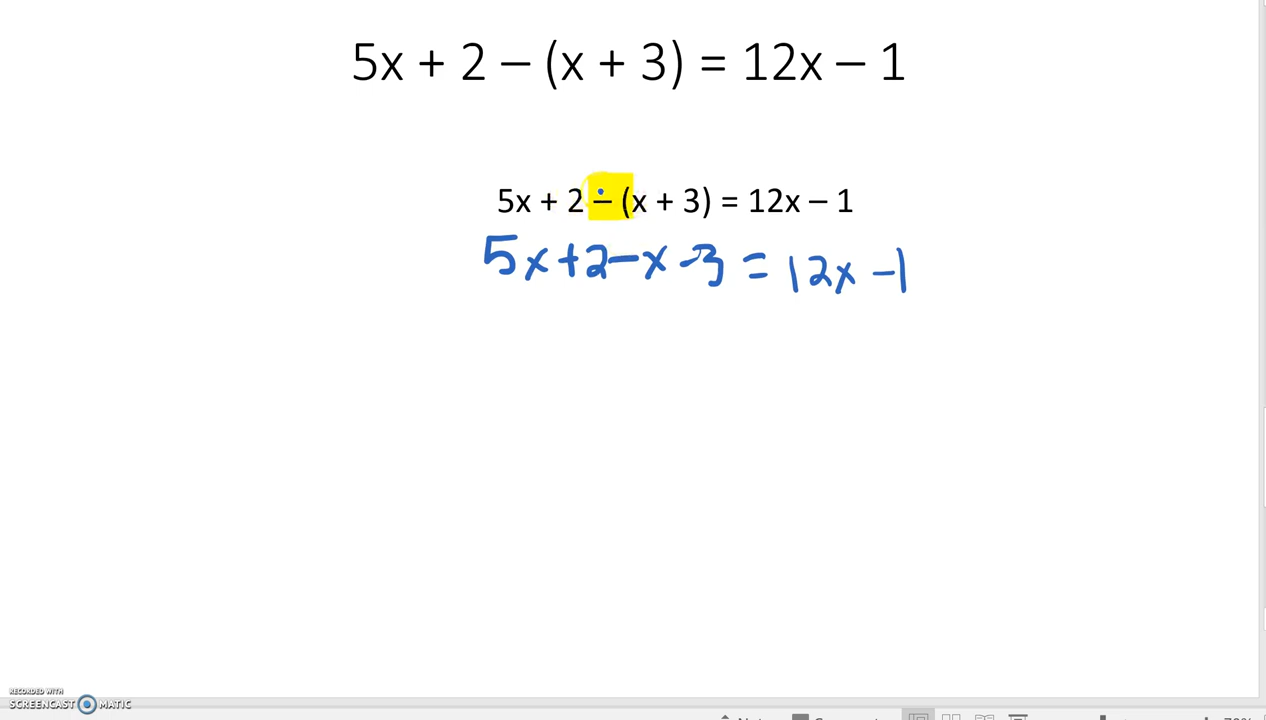 5x + 2 – (x + 3) = 12x – 1
5x + 2 – (x + 3) = 12x – 1
5x+2-x-3=12x-1
RECORDED WITH
SCREENCAST MATIC